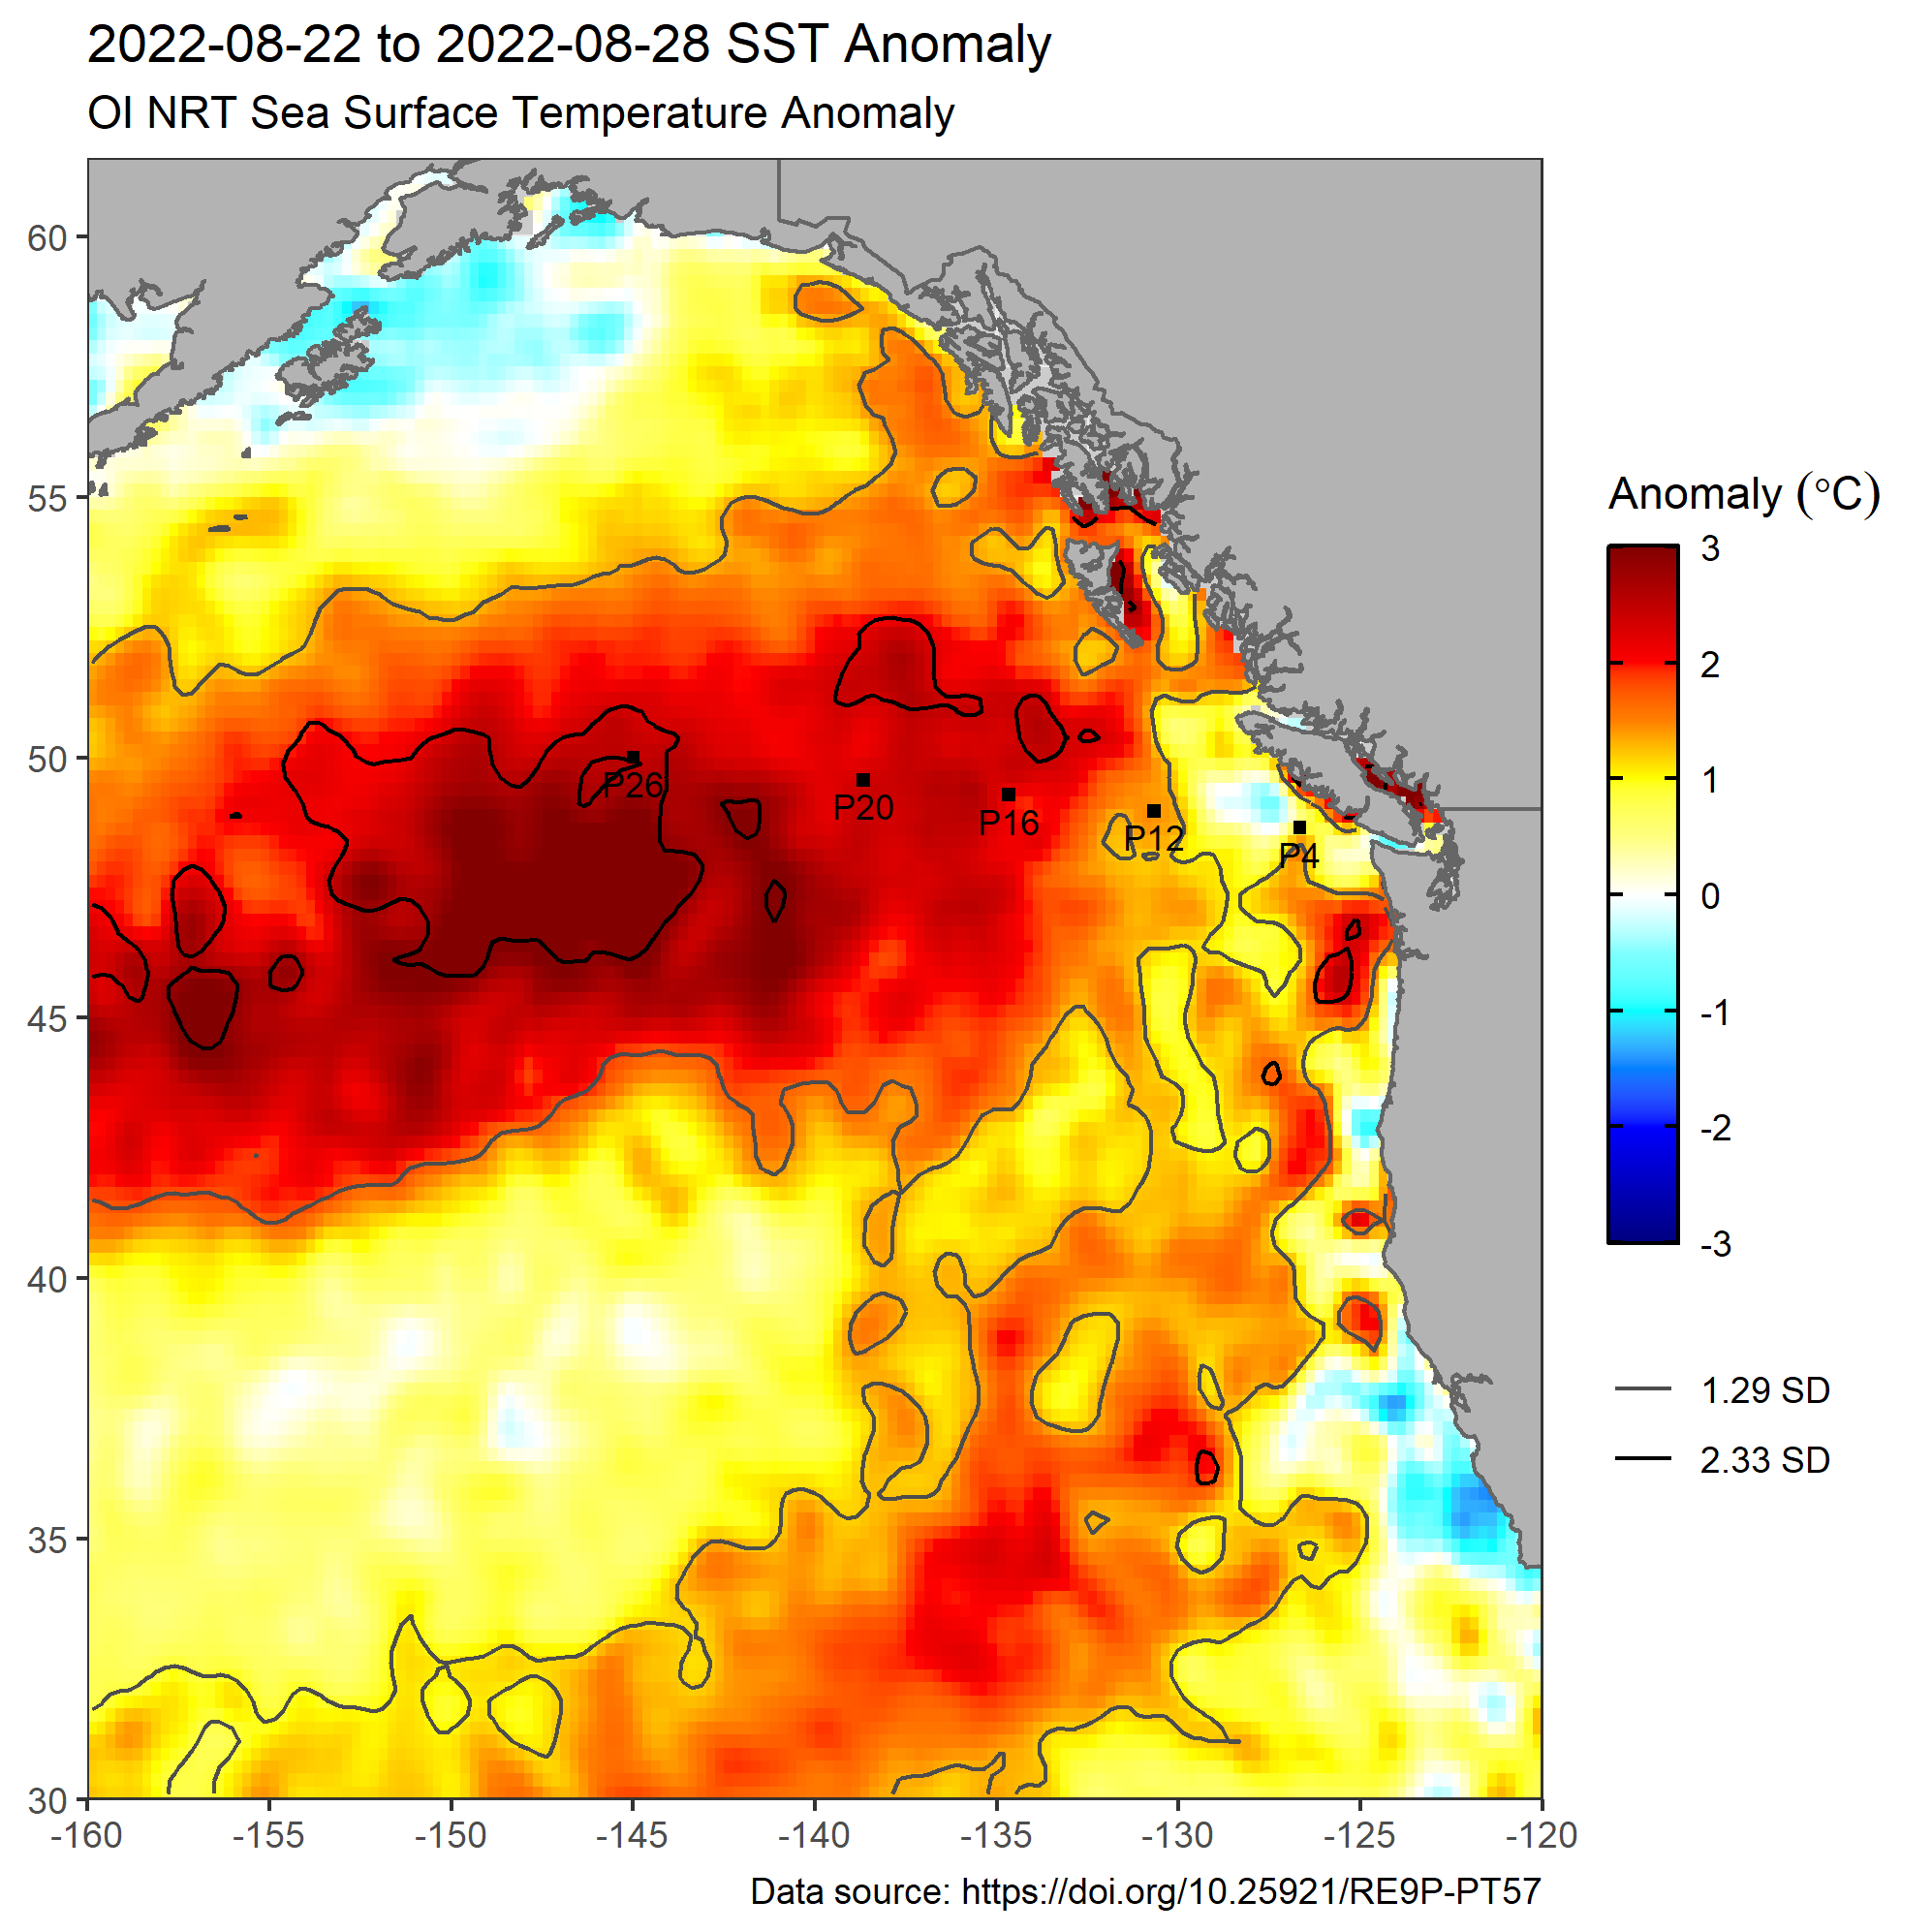 2022-08-22 to 2022-08-28 SST Anomaly
OI NRT Sea Surface Temperature Anomaly
60
55
50
45
40
35
30
-160
-155
-150
-145
-140
-135
-130
-125
-120
P26
P20
P16
P12
P4
Anomaly (°C)
3
2
1
0
-1
-2
-3
1.29 SD
2.33 SD
Data source: https://doi.org/10.25921/RE9P-PT57